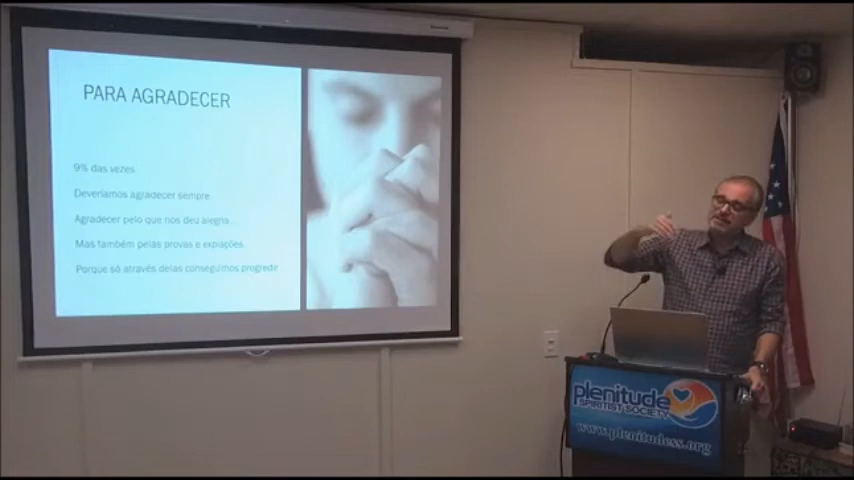 PARA AGRADECER
9% das vezes
Deveríamos agradecer sempre
Agradecer pelo que nos deu alegria...
Mas também pelas provas e expiações.
Porque só através delas conseguimos progredir
plenitude
SPIRITIST SOCIETY
www.plenitudess.org